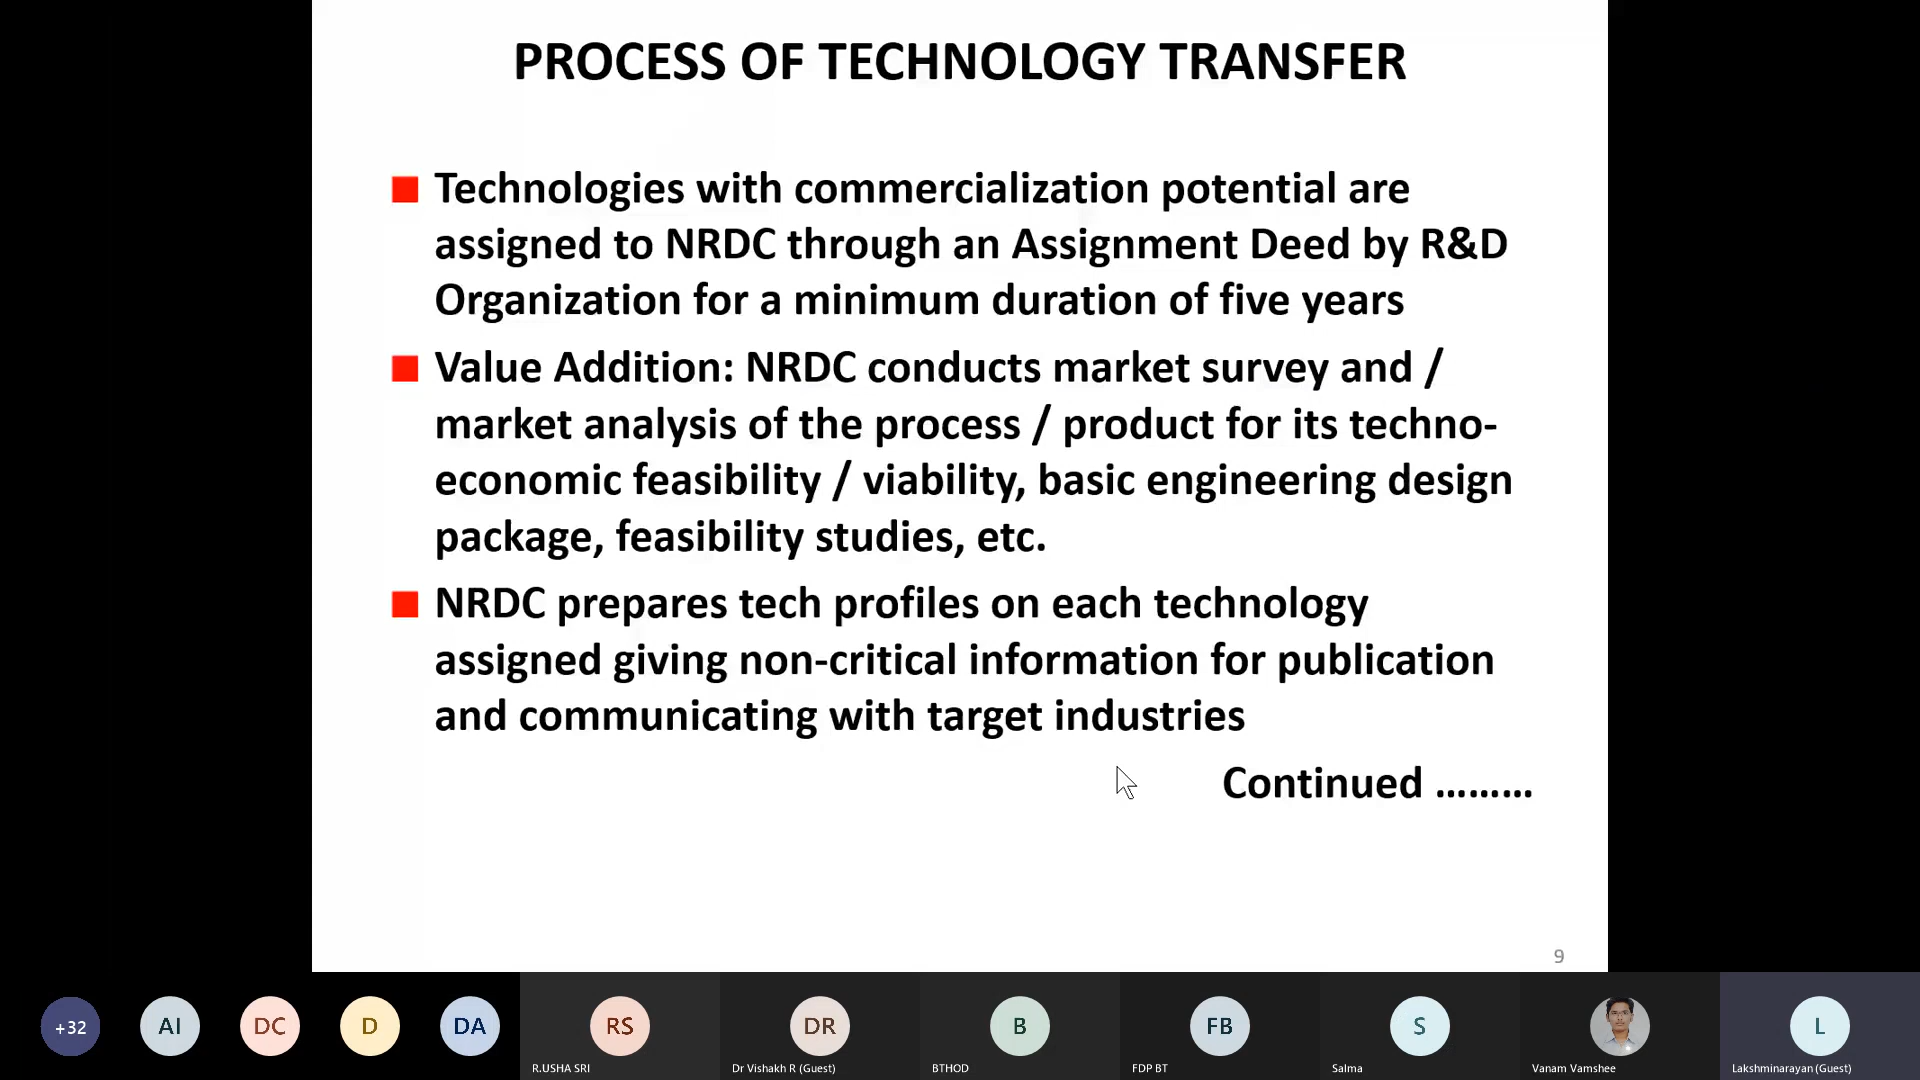 PROCESS OF TECHNOLOGY TRANSFER
Technologies with commercialization potential are
assigned to NRDC through an Assignment Deed by R&D
Organization for a minimum duration of five years
Value Addition: NRDC conducts market survey and /
market analysis of the process / product for its techno-
economic feasibility / viability, basic engineering design
package, feasibility studies, etc.
NRDC prepares tech profiles on each technology
assigned giving non-critical information for publication
and communicating with target industries
Continued .........
9
+32
AI
DC
D
DA
RS
DR
B
FB
S
L
R.USHA SRI
Dr Vishakh R (Guest)
BTHOD
FDP BT
Salma
Vanam Vamshee
Lakshminarayan (Guest)